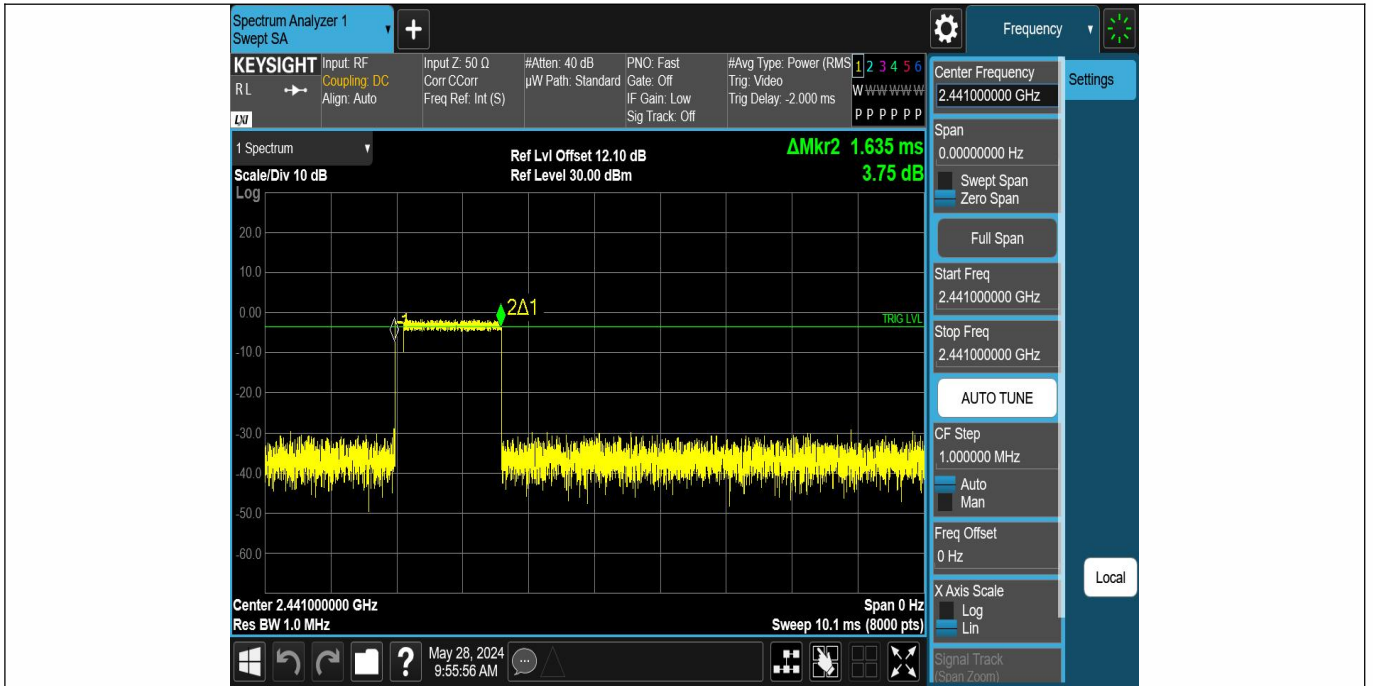 Spectrum Analyzer 1
Swept SA
+
Frequency
KEYSIGHT
RL
LXI
Input: RF
Coupling: DC
Align: Auto
Input Z: 50 Ω
Corr CCorr
Freq Ref: Int (S)
#Atten: 40 dB
µW Path: Standard
PNO: Fast
Gate: Off
IF Gain: Low
Sig Track: Off
#Avg Type: Power (RMS
Trig: Video
Trig Delay: -2.000 ms
1 2 3 4 5 6
W W W W W W
P P P P P P
1 Spectrum
Scale/Div 10 dB
Log
Ref Lvl Offset 12.10 dB
Ref Level 30.00 dBm
ΔMkr2 1.635 ms
3.75 dB
20.0
10.0
0.00
-10.0
-20.0
-30.0
-40.0
-50.0
-60.0
1
2Δ1
TRIG LVL
Center 2.441000000 GHz
Res BW 1.0 MHz
Span 0 Hz
Sweep 10.1 ms (8000 pts)
Center Frequency
2.441000000 GHz
Settings
Span
0.00000000 Hz
Swept Span
Zero Span
Full Span
Start Freq
2.441000000 GHz
Stop Freq
2.441000000 GHz
AUTO TUNE
CF Step
1.000000 MHz
Auto
Man
Freq Offset
0 Hz
X Axis Scale
Log
Lin
Signal Track
(Span Zoom)
Local
?
May 28, 2024
9:55:56 AM